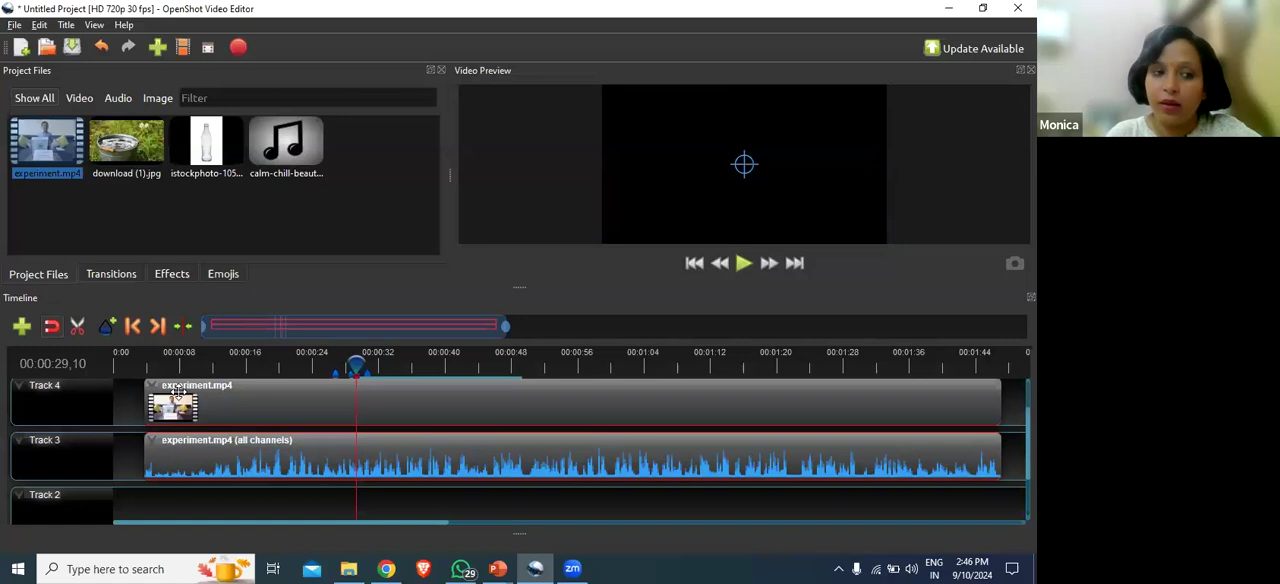 * Untitled Project [HD 720p 30 fps] - OpenShot Video Editor
File Edit Title View Help
Update Available
Project Files
Video Preview
Show All Video Audio Image Filter
experiment.mp4 download (1).jpg istockphoto-105... calm-chill-beaut...
Monica
Project Files Transitions Effects Emojis
Timeline
00:00:29,10
0:00 00:00:08 00:00:16 00:00:24 00:00:32 00:00:40 00:00:48 00:00:56 00:01:04 00:01:12 00:01:20 00:01:28 00:01:36 00:01:44 0
Track 4 experiment.mp4
Track 3 experiment.mp4 (all channels)
Track 2
Type here to search
29
zm
ENG
IN
2:46 PM
9/10/2024